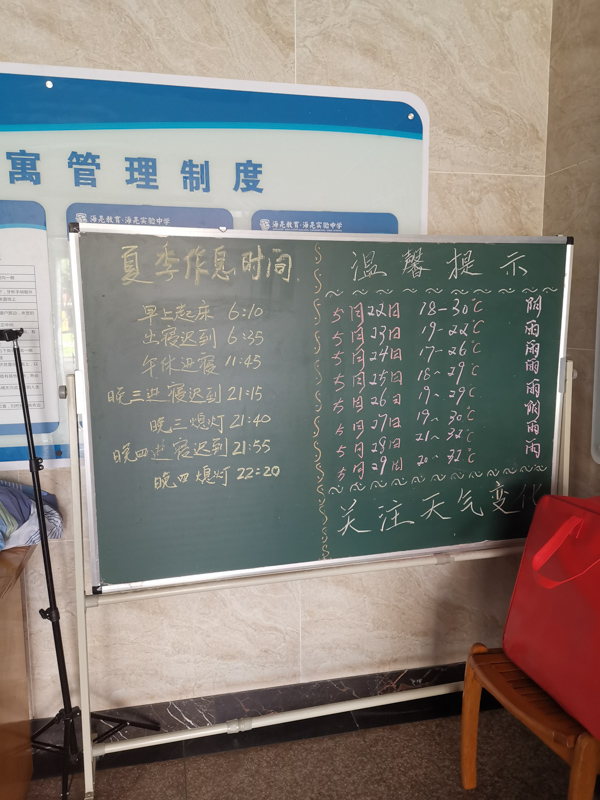 寓管理制度
海亮教育·海亮实验中学
海亮教育·海亮实验中学
夏季作息时间
早上起床 6:10
出寝迟到 6:35
午休进寝 11:45
晚三进寝迟到 21:15
晚三熄灯 21:40
晚四进寝迟到 21:55
晚四熄灯 22:20
温馨提示
5月22日 18-30℃ 阴
5月23日 19-22℃ 雨
5月24日 17-26℃ 雨
5月25日 18-29℃ 雨
5月26日 19-29℃ 雨
5月27日 19-30℃ 阴
5月28日 21-32℃ 雨
5月29日 20-32℃ 雨
关注天气变化